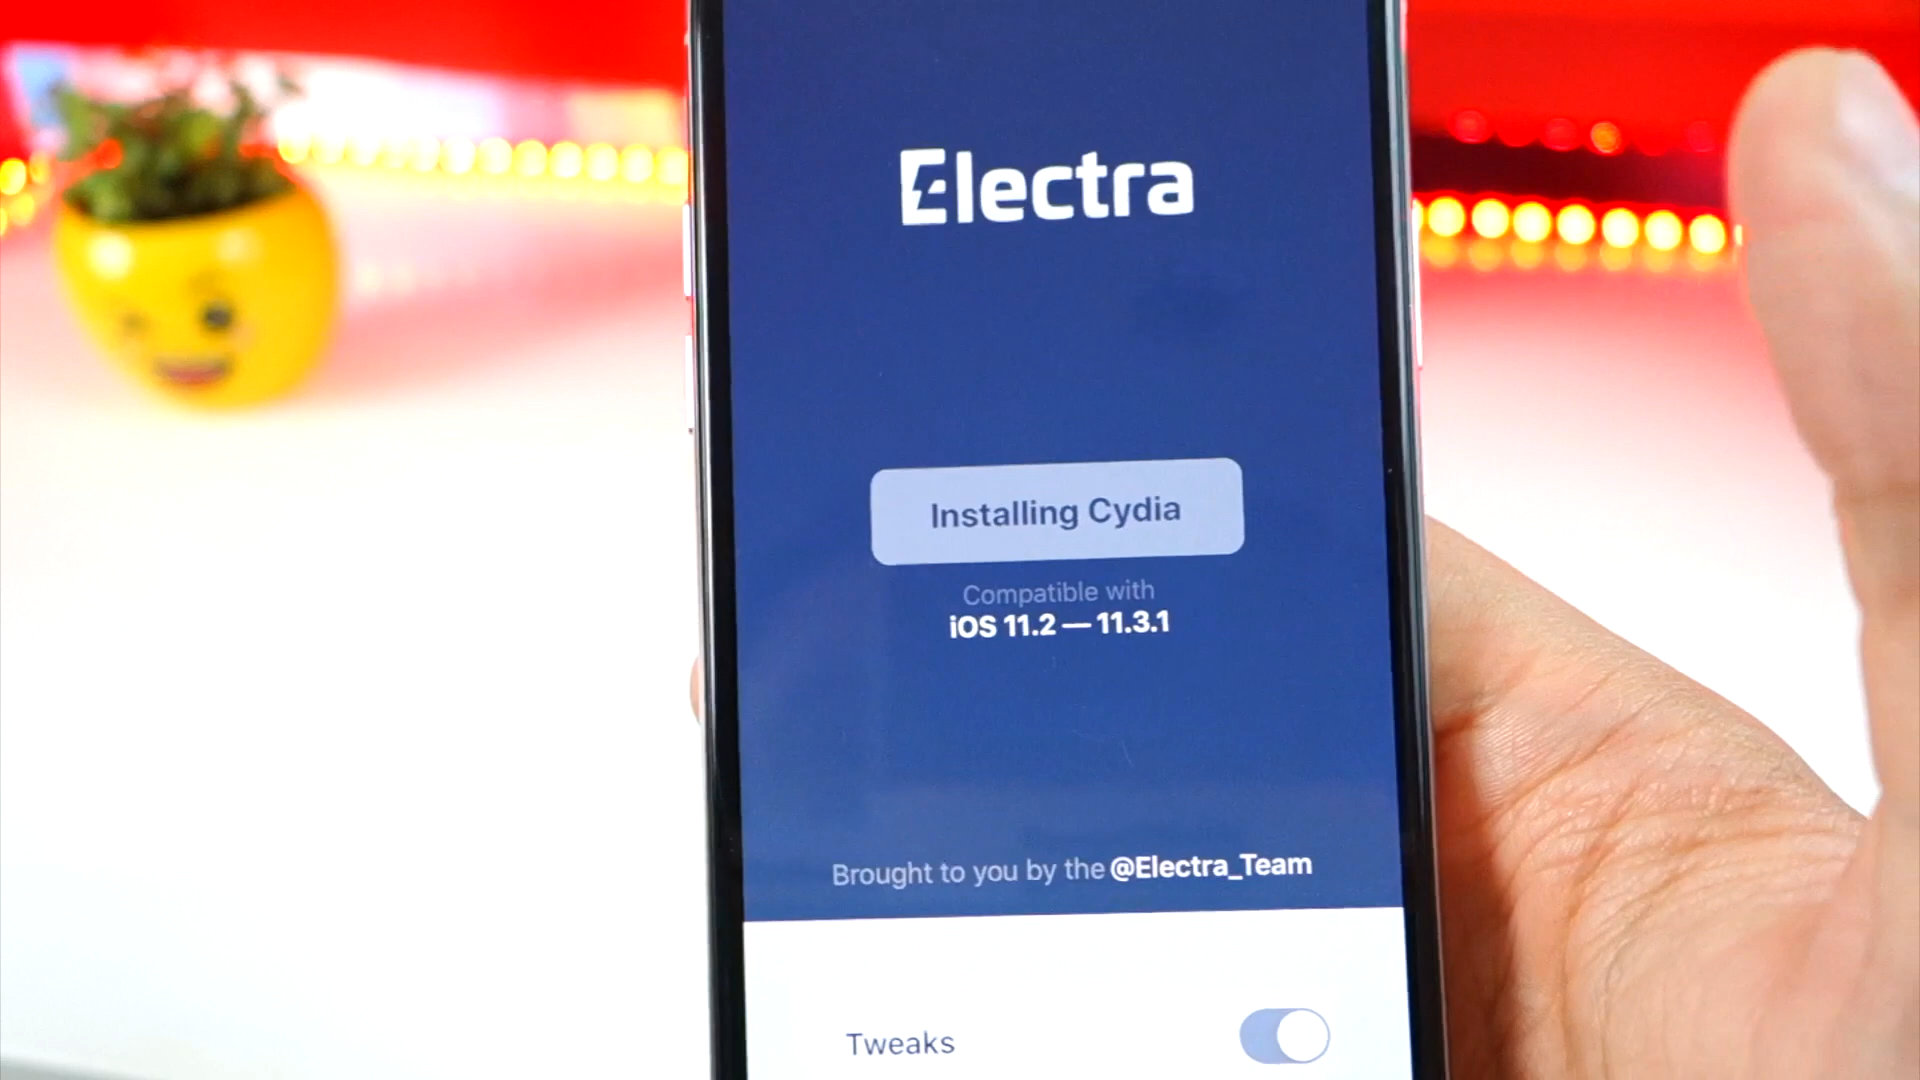 Electra
Installing Cydia
Compatible with
iOS 11.2 — 11.3.1
Brought to you by the @Electra_Team
Tweaks